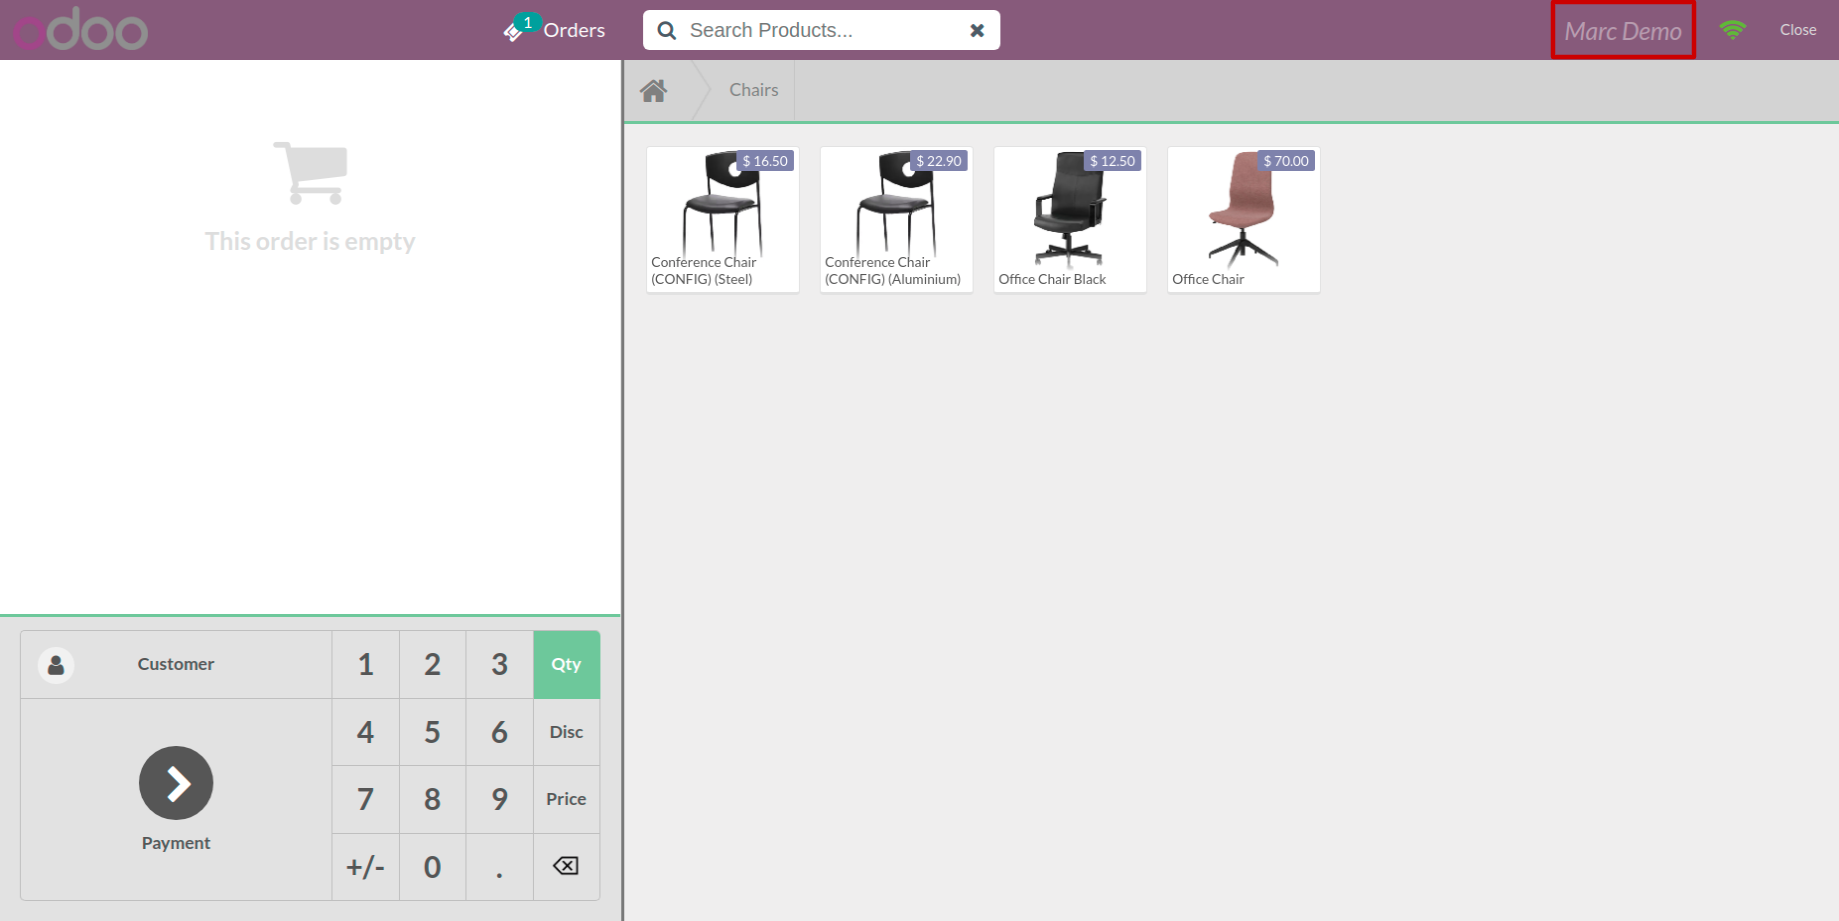 odoo
1
Orders
Search Products...
Marc Demo
Close
This order is empty
Chairs
$ 16.50
Conference Chair
(CONFIG) (Steel)
$ 22.90
Conference Chair
(CONFIG) (Aluminium)
$ 12.50
Office Chair Black
$ 70.00
Office Chair
Customer
1
2
3
Qty
4
5
6
Disc
Payment
7
8
9
Price
+/-
0
.